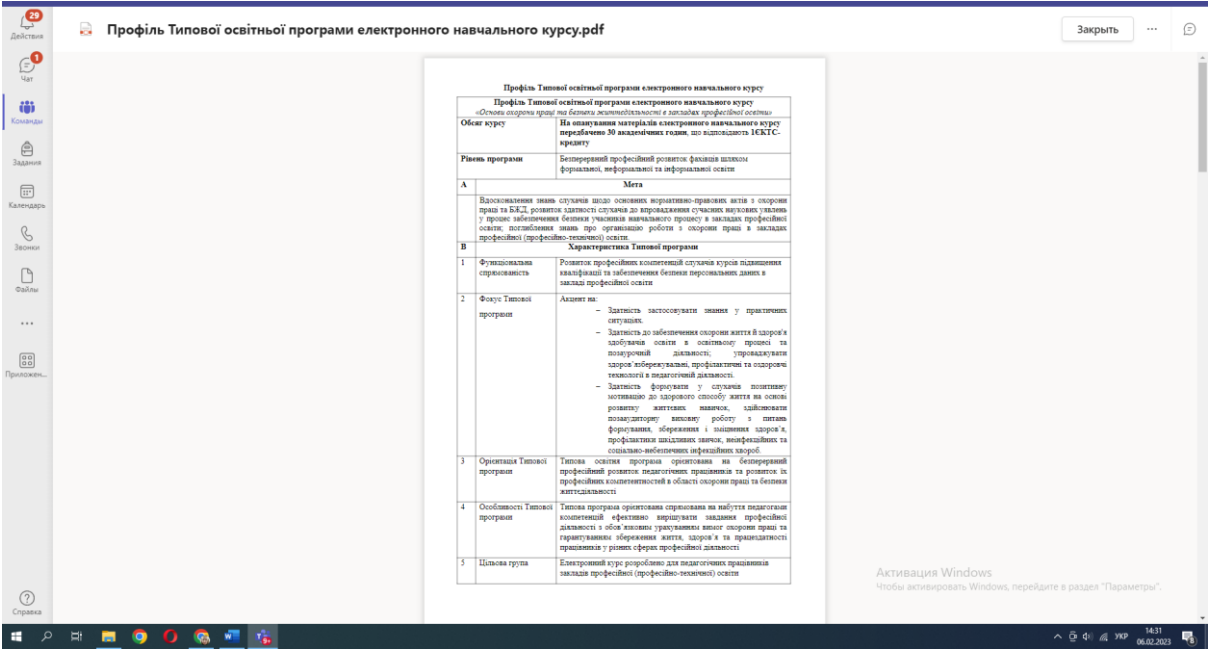 29
Действия
Профіль Типової освітньої програми електронного навчального курсу.pdf
Закрыть
1
Чат
Команды
Задания
Календарь
Звонки
Файлы
Приложен...
Справка
Профіль Типової освітньої програми електронного навчального курсу
Профіль Типової освітньої програми електронного навчального курсу
«Основи охорони праці та безпеки життєдіяльності в закладах професійної освіти»
Обсяг курсу
На опанування матеріалів електронного навчального курсу
передбачено 30 академічних годин, що відповідають 1ЄКТС-
кредиту
Рівень програми
Безперервний професійний розвиток фахівців шляхом
формальної, неформальної та інформальної освіти
А Мета
Вдосконалення знань слухачів щодо основних нормативно-правових актів з охорони
праці та БЖД, розвиток здатності слухачів до впровадження сучасних наукових уявлень
у процес забезпечення безпеки учасників навчального процесу в закладах професійної
освіти; поглиблення знань про організацію роботи з охорони праці в закладах
професійної (професійно-технічної) освіти.
В Характеристика Типової програми
1 Функціональна
спрямованість
Розвиток професійних компетенцій слухачів курсів підвищення
кваліфікації та забезпечення безпеки персональних даних в
закладі професійної освіти
2 Фокус Типової
програми
Акцент на:
– Здатність застосовувати знання у практичних
ситуаціях.
– Здатність до забезпечення охорони життя й здоров'я
здобувачів освіти в освітньому процесі та
позаурочній діяльності; упроваджувати
здоров'язбережувальні, профілактичні та оздоровчі
технології в педагогічній діяльності.
– Здатність формувати у слухачів позитивну
мотивацію до здорового способу життя на основі
розвитку життєвих навичок, здійснювати
позааудиторну виховну роботу з питань
формування, збереження і зміцнення здоров'я,
профілактики шкідливих звичок, неінфекційних та
соціально-небезпечних інфекційних хвороб.
3 Орієнтація Типової
програми
Типова освітня програма орієнтована на безперервний
професійний розвиток педагогічних працівників та розвиток їх
професійних компетентностей в області охорони праці та безпеки
життєдіяльності
4 Особливості Типової
програми
Типова програма орієнтована спрямована на набуття педагогами
компетенцій ефективно вирішувати завдання професійної
діяльності з обов'язковим урахуванням вимог охорони праці та
гарантуванням збереження життя, здоров'я та працездатності
працівників у різних сферах професійної діяльності
5 Цільова група
Електронний курс розроблено для педагогічних працівників
закладів професійної (професійно-технічної) освіти
Активация Windows
Чтобы активировать Windows, перейдите в раздел "Параметры".
УКР
14:31
06.02.2023